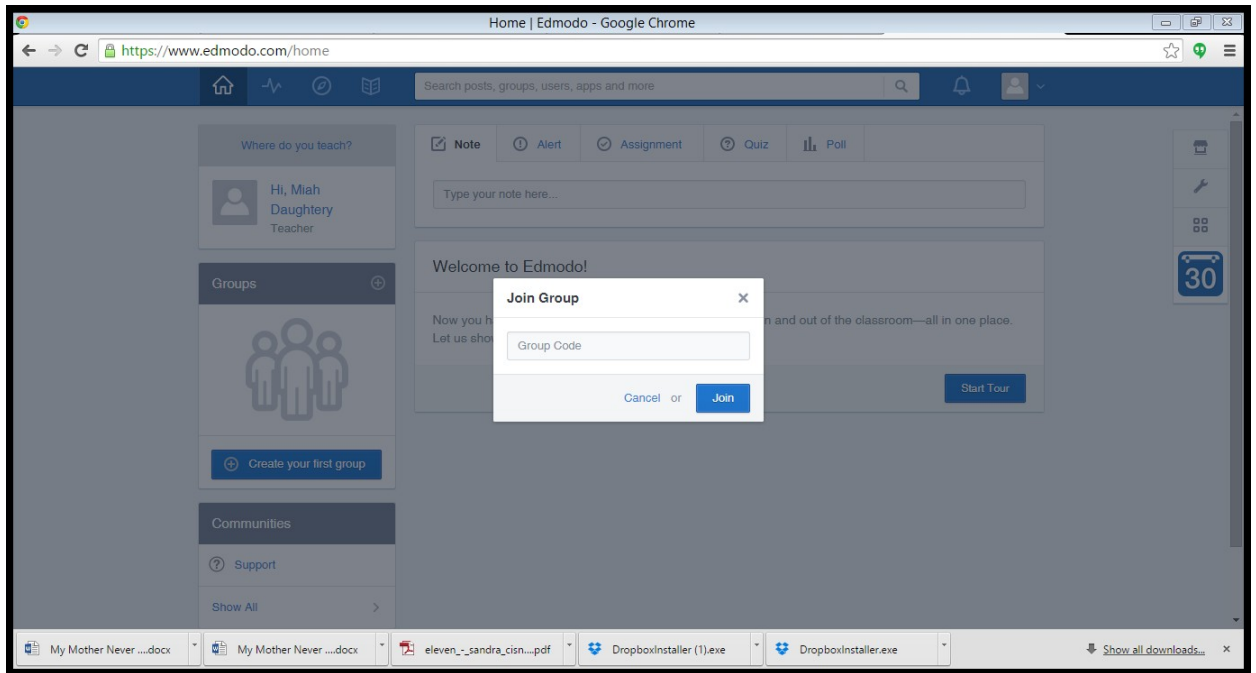 Home | Edmodo - Google Chrome
https://www.edmodo.com/home
Search posts, groups, users, apps and more
Where do you teach?
Hi, Miah
Daughtery
Teacher
Note Alert Assignment Quiz Poll
Type your note here...
Groups
Create your first group
Communities
Support
Show All
Welcome to Edmodo!
Now you h
n and out of the classroom—all in one place.
Let us sho
Start Tour
Join Group
Group Code
Cancel or Join
30
My Mother Never ....docx
My Mother Never ....docx
eleven_-_sandra_cisn....pdf
DropboxInstaller (1).exe
DropboxInstaller.exe
Show all downloads...